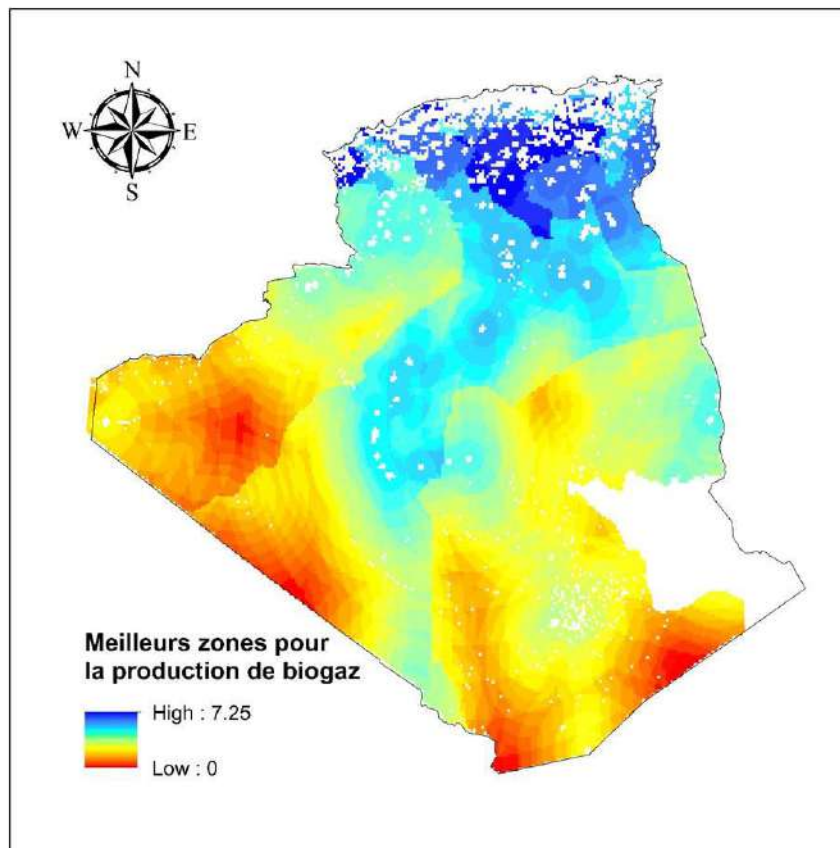 N
W E
S
Meilleurs zones pour
la production de biogaz
High : 7.25
Low : 0